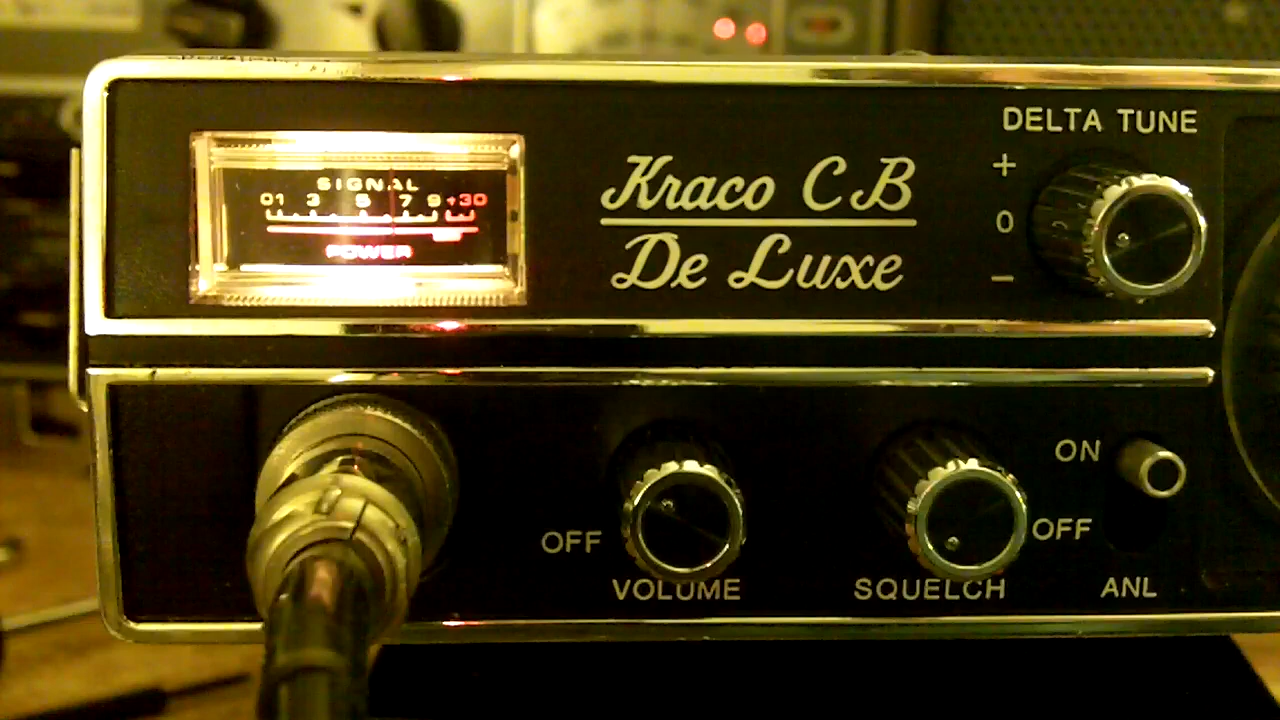 DELTA TUNE
+
0
−
SIGNAL
01 3 5 7 9 +30
POWER
Kraco CB
De Luxe
ON
OFF
ANL
OFF
VOLUME
SQUELCH